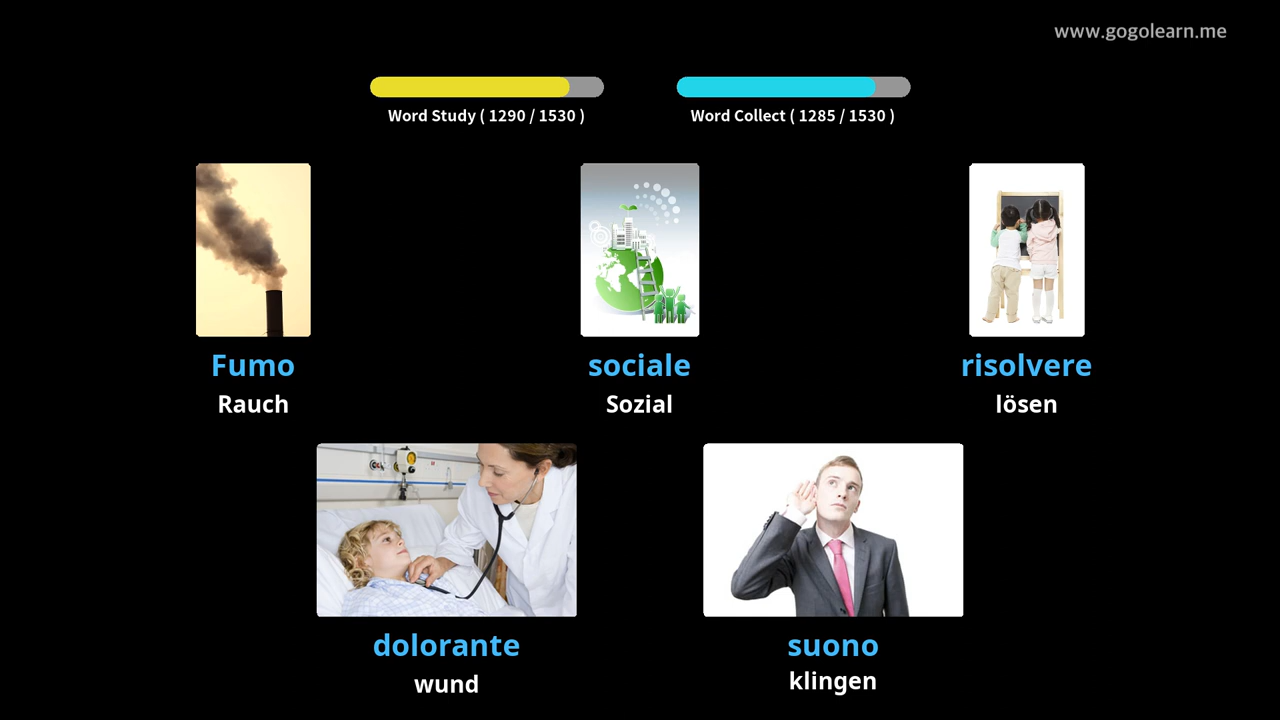 www.gogolearn.me
Word Study ( 1290 / 1530 )
Word Collect ( 1285 / 1530 )
Fumo
Rauch
sociale
Sozial
risolvere
lösen
dolorante
wund
suono
klingen